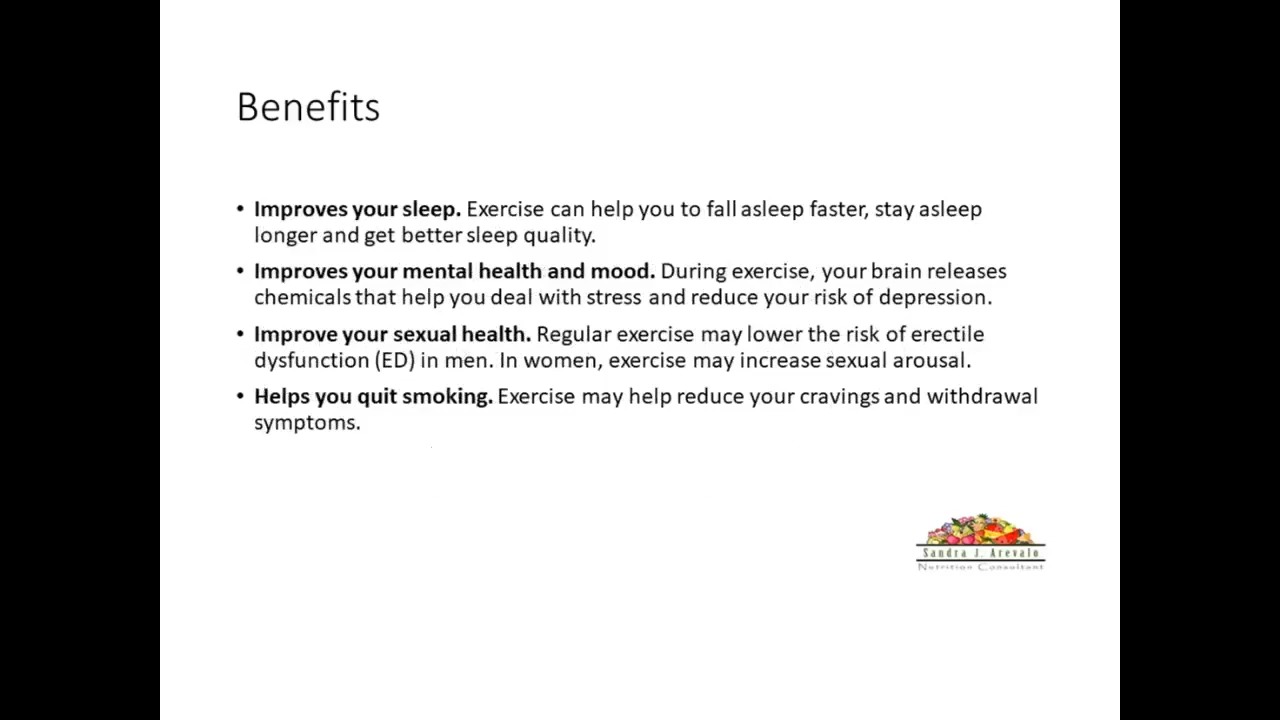 Benefits
• Improves your sleep. Exercise can help you to fall asleep faster, stay asleep
longer and get better sleep quality.
• Improves your mental health and mood. During exercise, your brain releases
chemicals that help you deal with stress and reduce your risk of depression.
• Improve your sexual health. Regular exercise may lower the risk of erectile
dysfunction (ED) in men. In women, exercise may increase sexual arousal.
• Helps you quit smoking. Exercise may help reduce your cravings and withdrawal
symptoms.
Sandra J. Arevalo
Nutrition Consultant